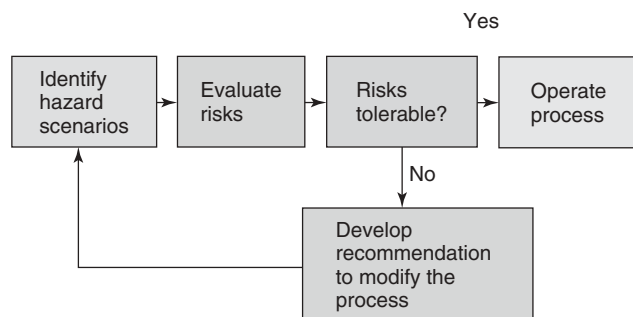 Yes
Identify
hazard
scenarios
Evaluate
risks
Risks
tolerable?
Operate
process
No
Develop
recommendation
to modify the
process